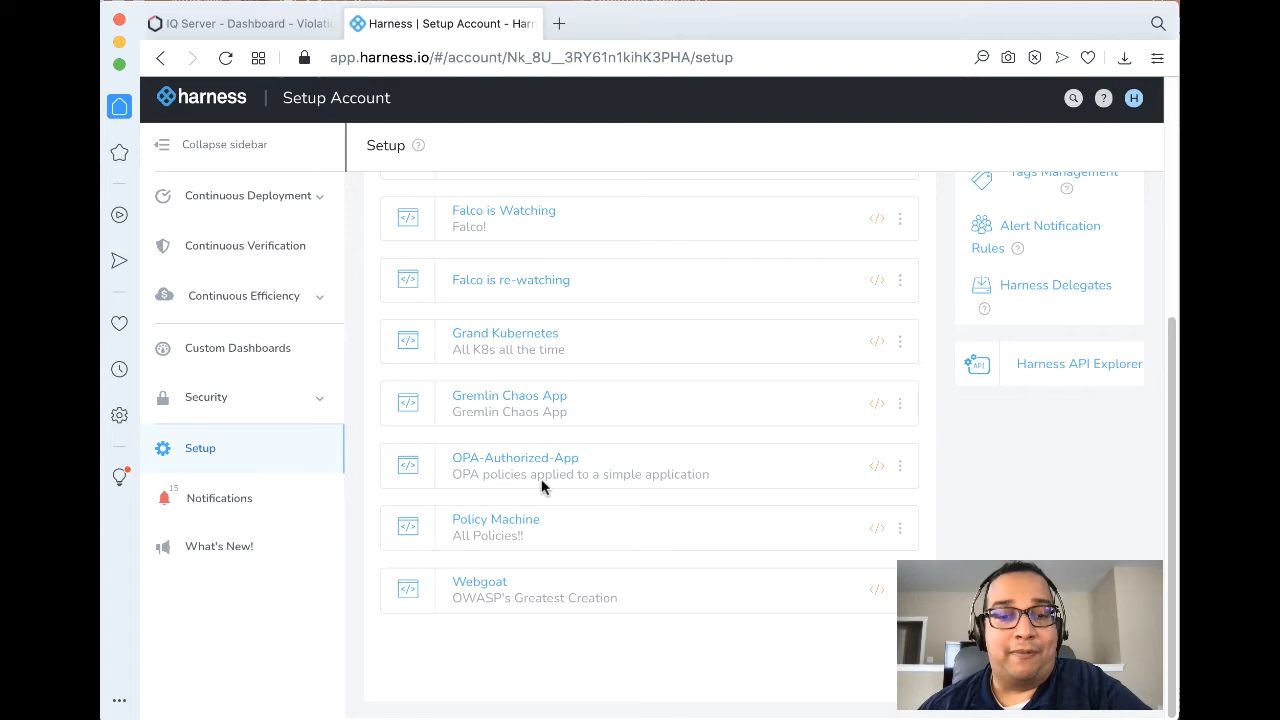 IQ Server - Dashboard - Violati
Harness | Setup Account - Harr
app.harness.io/#/account/Nk_8U__3RY61n1kihK3PHA/setup
harness | Setup Account
H
Collapse sidebar
Continuous Deployment
Continuous Verification
Continuous Efficiency
Custom Dashboards
Security
Setup
15
Notifications
What's New!
Setup
Falco is Watching
Falco!
Falco is re-watching
Grand Kubernetes
All K8s all the time
Gremlin Chaos App
Gremlin Chaos App
OPA-Authorized-App
OPA policies applied to a simple application
Policy Machine
All Policies!!
Webgoat
OWASP's Greatest Creation
Tags Management
Alert Notification
Rules
Harness Delegates
API
Harness API Explorer